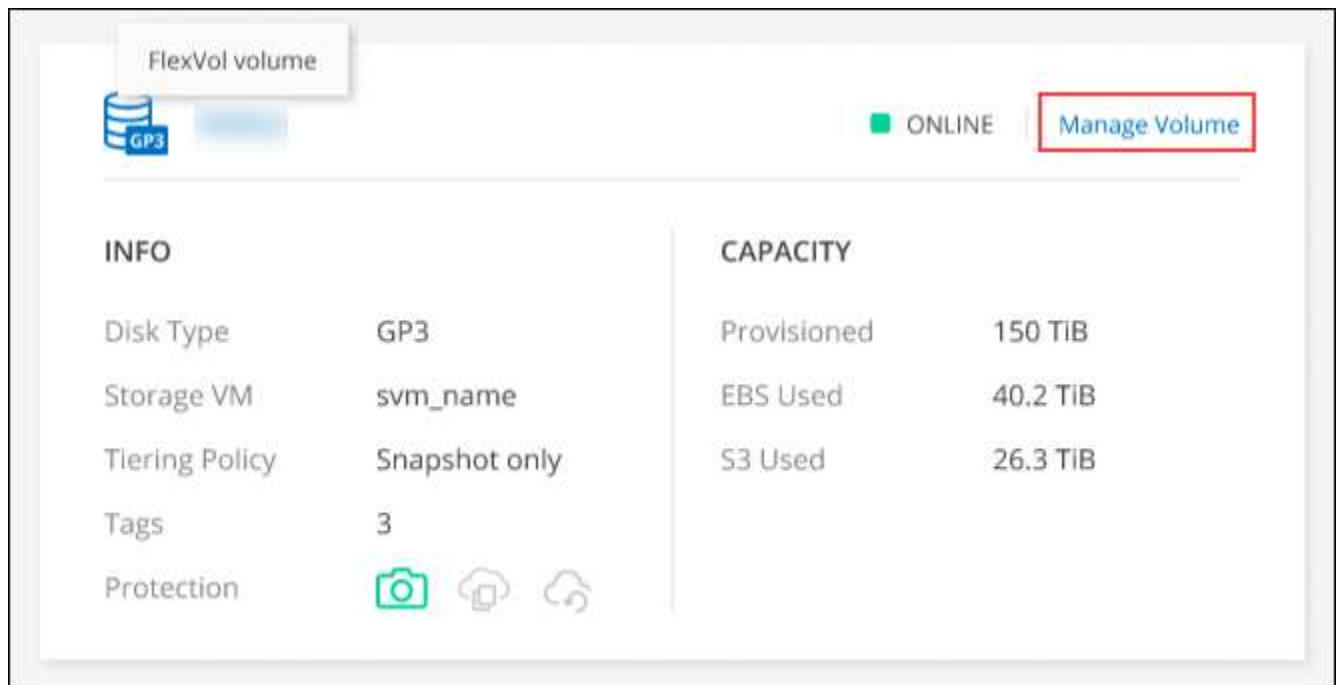 FlexVol volume
GP3
ONLINE
Manage Volume
INFO
Disk Type GP3
Storage VM svm_name
Tiering Policy Snapshot only
Tags 3
Protection
CAPACITY
Provisioned 150 TiB
EBS Used 40.2 TiB
S3 Used 26.3 TiB